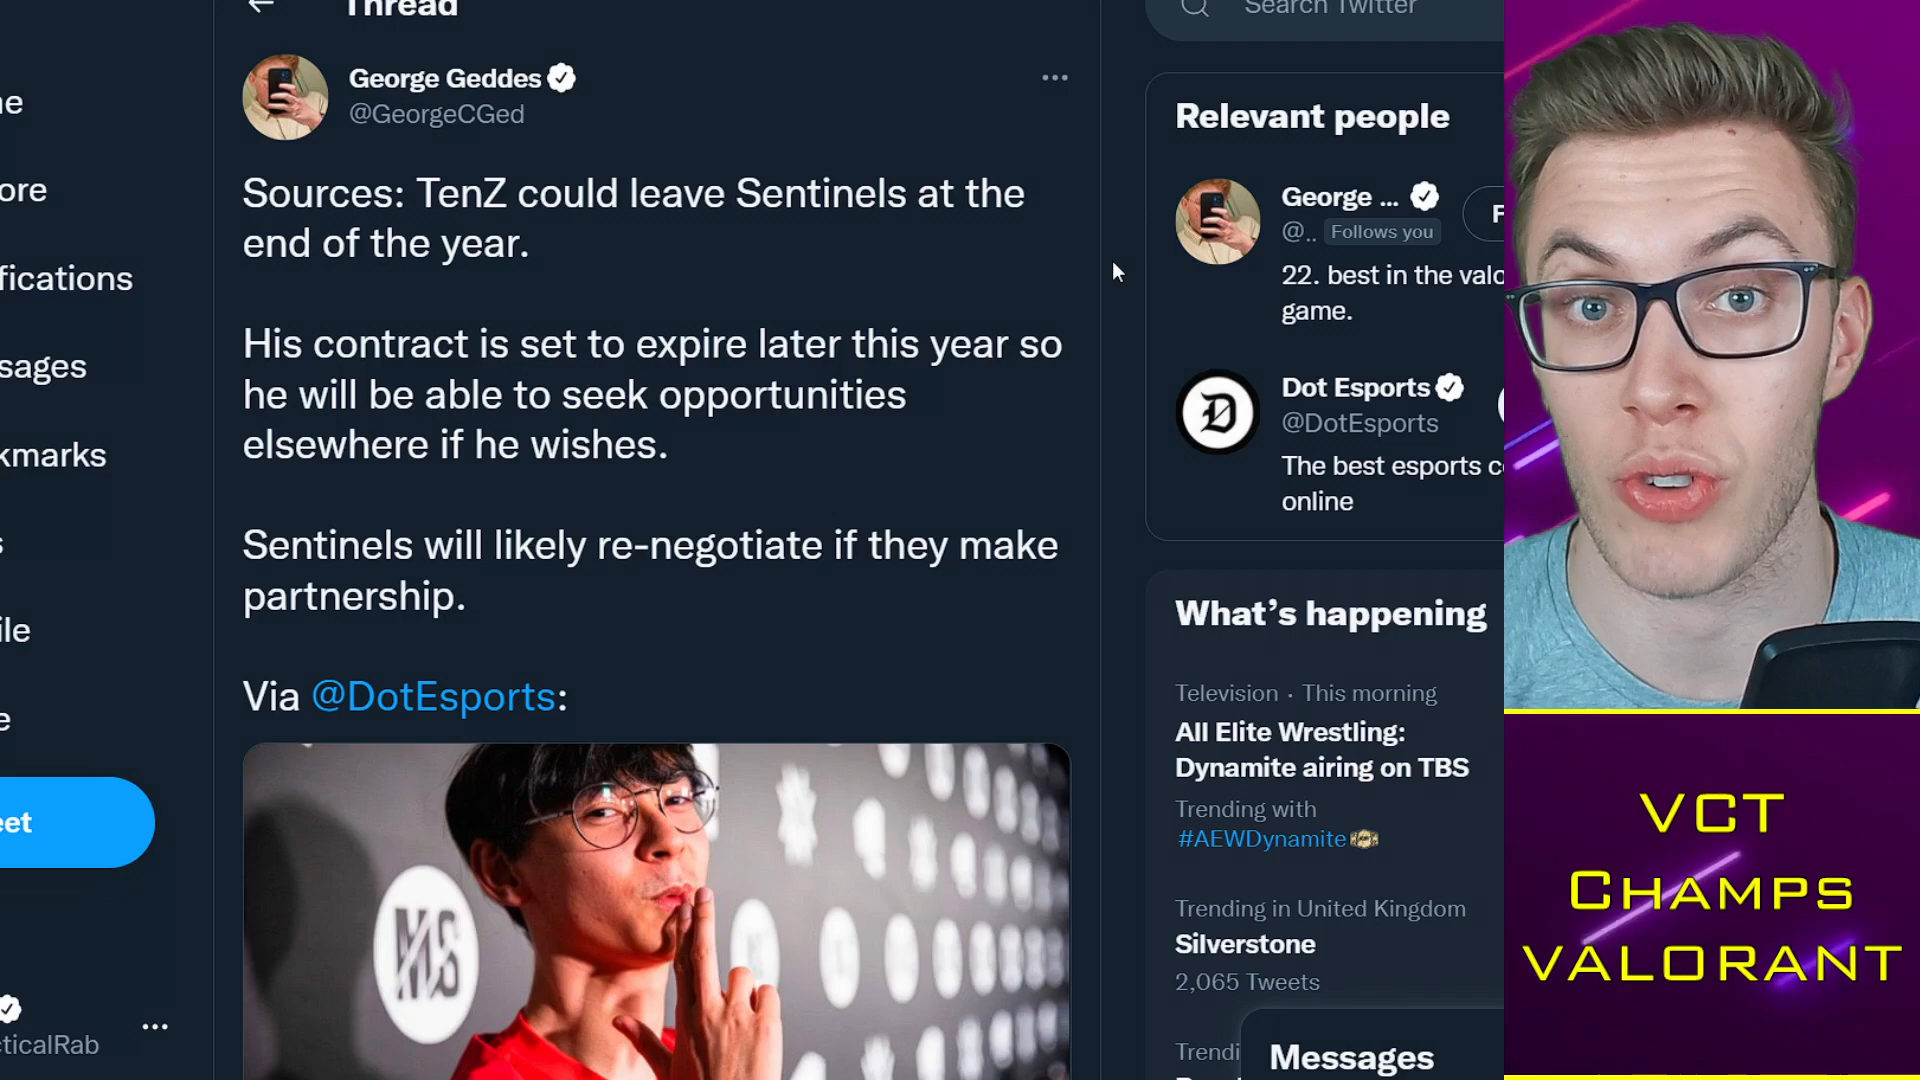 Thread
Search Twitter
George Geddes
@GeorgeCGed
Sources: TenZ could leave Sentinels at the
end of the year.
His contract is set to expire later this year so
he will be able to seek opportunities
elsewhere if he wishes.
Sentinels will likely re-negotiate if they make
partnership.
Via @DotEsports:
Relevant people
George ...
@.. Follows you
22. best in the valo
game.
Dot Esports
@DotEsports
The best esports c
online
What's happening
Television · This morning
All Elite Wrestling:
Dynamite airing on TBS
Trending with
#AEWDynamite
Trending in United Kingdom
Silverstone
2,065 Tweets
Trendi
Messages
ne
ore
fications
sages
kmarks
s
ile
e
eet
cticalRab
VCT
CHAMPS
VALORANT